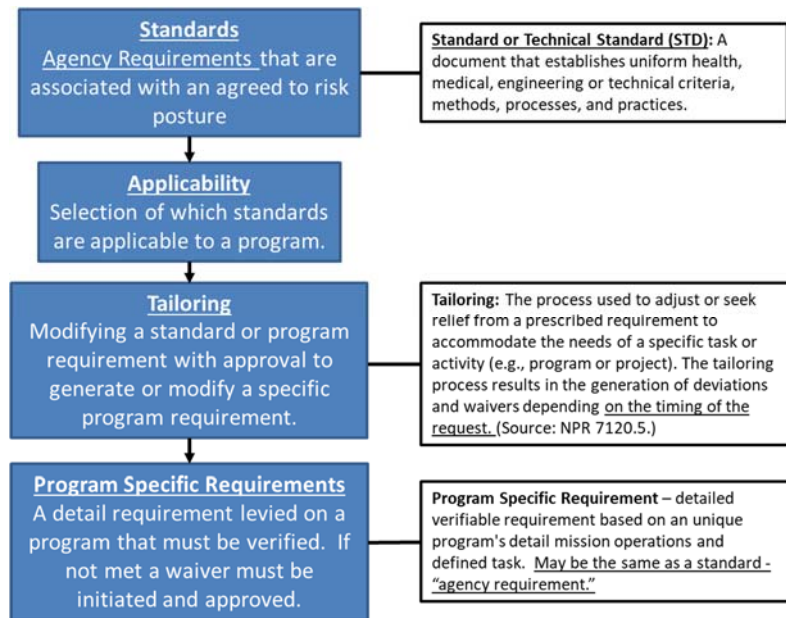 Standards
Agency Requirements that are
associated with an agreed to risk
posture
Standard or Technical Standard (STD): A
document that establishes uniform health,
medical, engineering or technical criteria,
methods, processes, and practices.
Applicability
Selection of which standards
are applicable to a program.
Tailoring
Modifying a standard or program
requirement with approval to
generate or modify a specific
program requirement.
Tailoring: The process used to adjust or seek
relief from a prescribed requirement to
accommodate the needs of a specific task or
activity (e.g., program or project). The tailoring
process results in the generation of deviations
and waivers depending on the timing of the
request. (Source: NPR 7120.5.)
Program Specific Requirements
A detail requirement levied on a
program that must be verified.  If
not met a waiver must be
initiated and approved.
Program Specific Requirement – detailed
verifiable requirement based on an unique
program's detail mission operations and
defined task.  May be the same as a standard -
“agency requirement.”